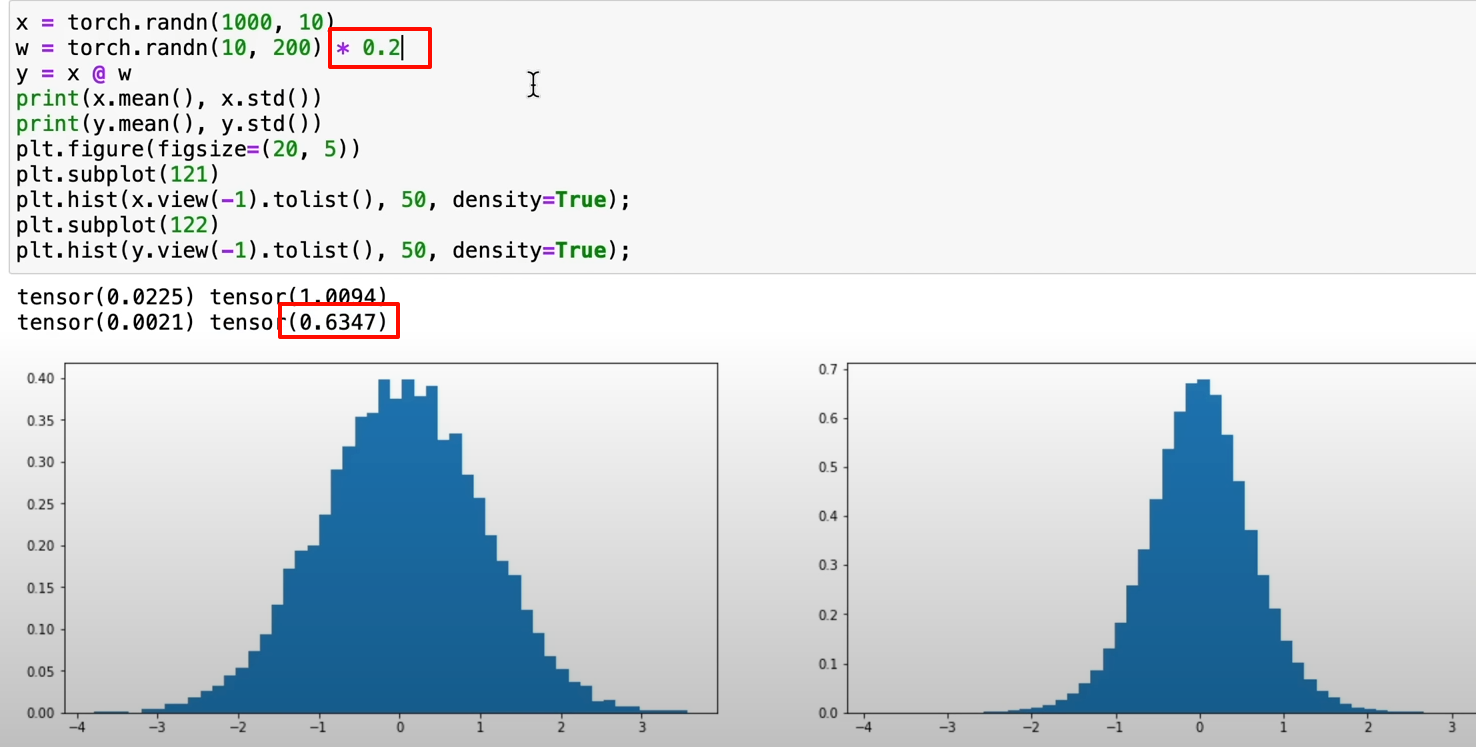 x = torch.randn(1000, 10)
w = torch.randn(10, 200) * 0.2
y = x @ w
print(x.mean(), x.std())
print(y.mean(), y.std())
plt.figure(figsize=(20, 5))
plt.subplot(121)
plt.hist(x.view(-1).tolist(), 50, density=True);
plt.subplot(122)
plt.hist(y.view(-1).tolist(), 50, density=True);
tensor(0.0225) tensor(1.0094)
tensor(0.0021) tensor(0.6347)
0.40
0.35
0.30
0.25
0.20
0.15
0.10
0.05
0.00
−4 −3 −2 −1 0 1 2 3
0.7
0.6
0.5
0.4
0.3
0.2
0.1
0.0
−4 −3 −2 −1 0 1 2 3